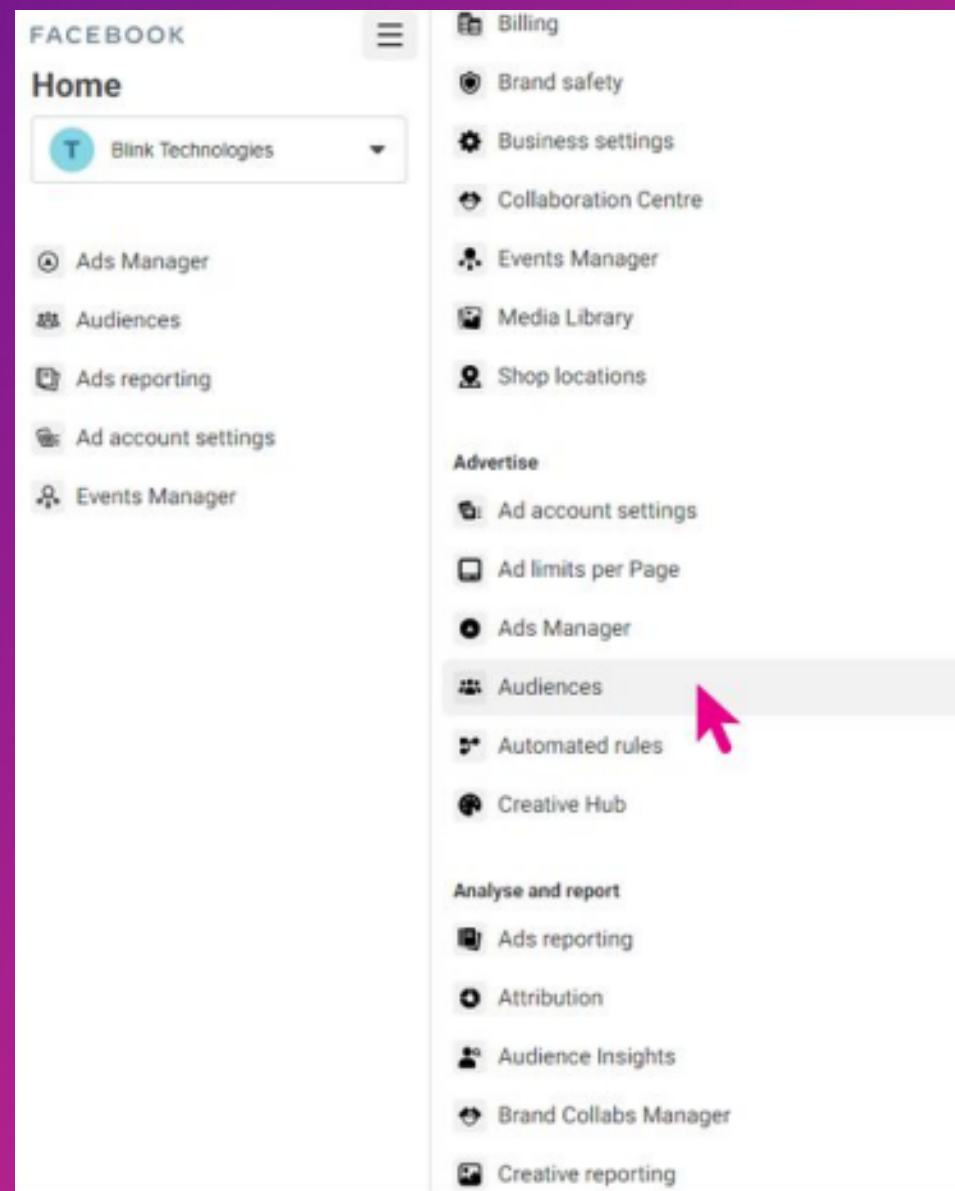 FACEBOOK
Home
T Blink Technologies
Ads Manager
Audiences
Ads reporting
Ad account settings
Events Manager
Billing
Brand safety
Business settings
Collaboration Centre
Events Manager
Media Library
Shop locations
Advertise
Ad account settings
Ad limits per Page
Ads Manager
Audiences
Automated rules
Creative Hub
Analyse and report
Ads reporting
Attribution
Audience Insights
Brand Collabs Manager
Creative reporting